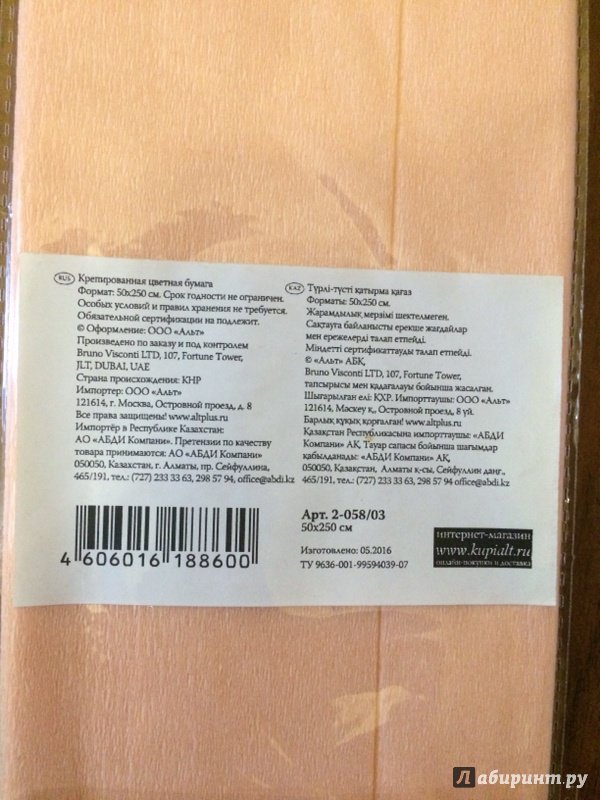 RUS
Крепированная цветная бумага
Формат: 50х250 см. Срок годности не ограничен.
Особых условий и правил хранения не требуется.
Обязательной сертификации на подлежит.
© Оформление: ООО «Альт»
Произведено по заказу и под контролем
Bruno Visconti LTD, 107, Fortune Tower,
JLT, DUBAI, UAE
Страна происхождения: КНР
Импортер: ООО «Альт»
121614, г. Москва, Островной проезд, д. 8
Все права защищены! www.altplus.ru
Импортёр в Республике Казахстан:
АО «АБДИ Компани». Претензии по качеству
товара принимаются: АО «АБДИ Компани»
050050, Казахстан, г. Алматы, пр. Сейфуллина,
465/191, тел.: (727) 233 33 63, 298 57 94, office@abdi.kz
KAZ
Түрлі-түсті қатырма қағаз
Форматы: 50х250 см.
Жарамдылық мерзімі шектелмеген.
Сақтауға байланысты ерекше жағдайлар
мен ережелерді талап етпейді.
Міндетті сертификаттауды талап етпейді.
© «Альт» АБҚ,
Bruno Visconti LTD, 107, Fortune Tower,
тапсырысы мен қадағалауы бойынша жасалған.
Шығарылған елі: ҚХР. Импорттаушы: ООО «Альт»
121614, Мәскеу қ., Островной проезд, 8 үй.
Барлық құқық қорғалған! www.altplus.ru
Қазақстан Республикасына импорттаушы: «АБДИ
Компани» АҚ. Тауар сапасы бойынша шағымдар
қабылданады: «АБДИ Компани» АҚ,
050050, Қазақстан, Алматы қ-сы, Сейфуллин даңғ.,
465/191, тел.: (727) 233 33 63, 298 57 94, office@abdi.kz
4 606016 188600
Арт. 2-058/03
50х250 см
Изготовлено: 05.2016
ТУ 9636-001-99594039-07
интернет-магазин
www.kupialt.ru
онлайн-покупки и доставка
Лабиринт.ру